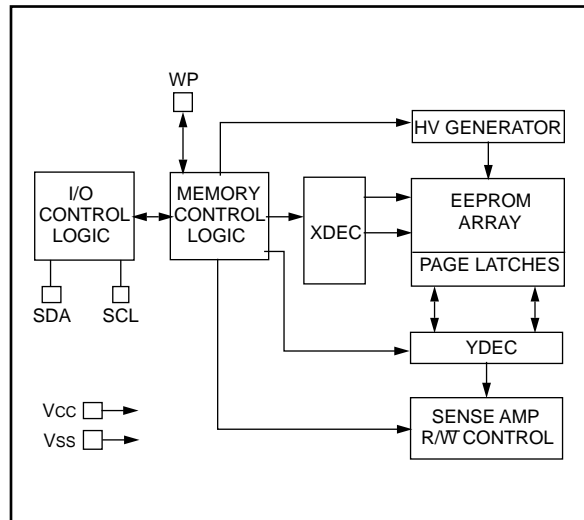 WP
HV GENERATOR
I/O
CONTROL
LOGIC
MEMORY
CONTROL
LOGIC
XDEC
EEPROM
ARRAY
PAGE LATCHES
SDA
SCL
YDEC
VCC
VSS
SENSE AMP
R/W̅ CONTROL